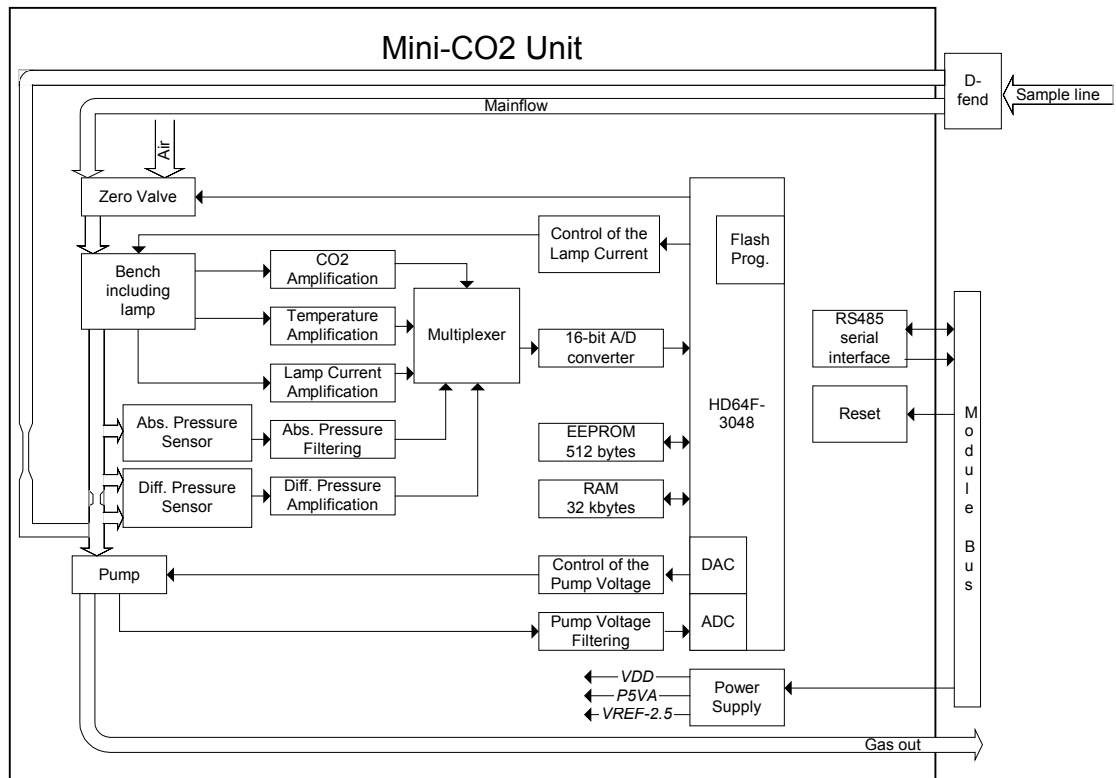 Mini-CO2 Unit
D-
fend
Sample line
Mainflow
Air
Zero Valve
Control of the
Lamp Current
Flash
Prog.
Bench
including
lamp
CO2
Amplification
Temperature
Amplification
Multiplexer
16-bit A/D
converter
RS485
serial
interface
Lamp Current
Amplification
HD64F-
3048
Reset
Abs. Pressure
Sensor
Abs. Pressure
Filtering
EEPROM
512 bytes
Diff. Pressure
Sensor
Diff. Pressure
Amplification
RAM
32 kbytes
Module Bus
Pump
Control of the
Pump Voltage
DAC
Pump Voltage
Filtering
ADC
VDD
P5VA
VREF-2.5
Power
Supply
Gas out